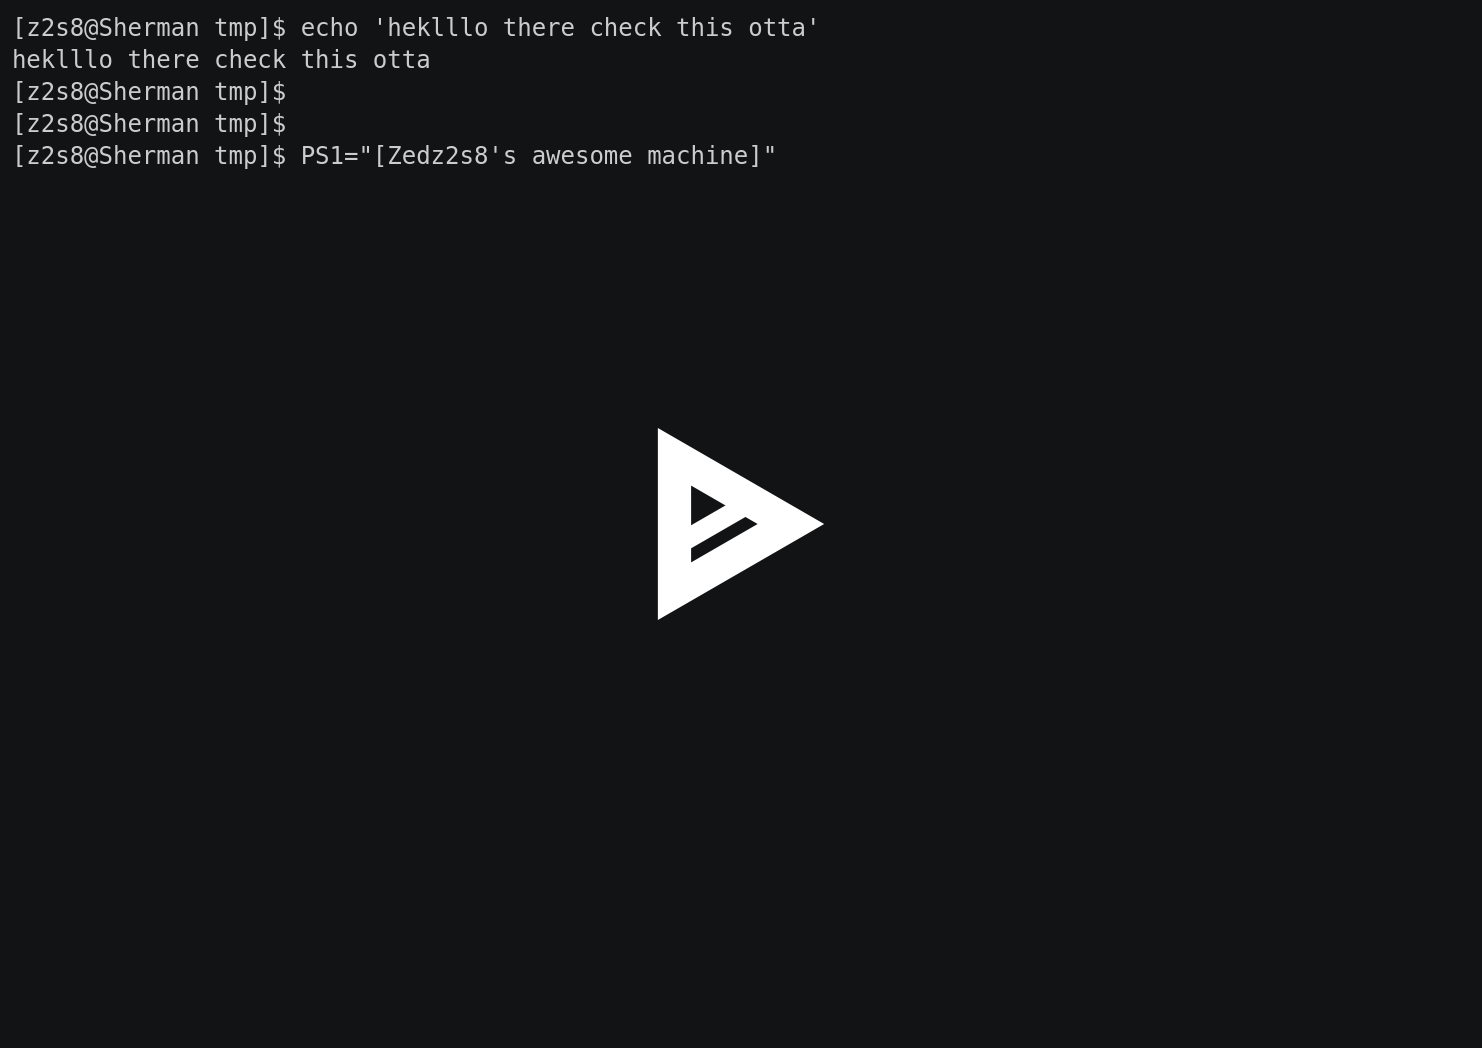 [z2s8@Sherman tmp]$ echo 'heklllo there check this otta'
heklllo there check this otta
[z2s8@Sherman tmp]$
[z2s8@Sherman tmp]$
[z2s8@Sherman tmp]$ PS1="[Zedz2s8's awesome machine]"